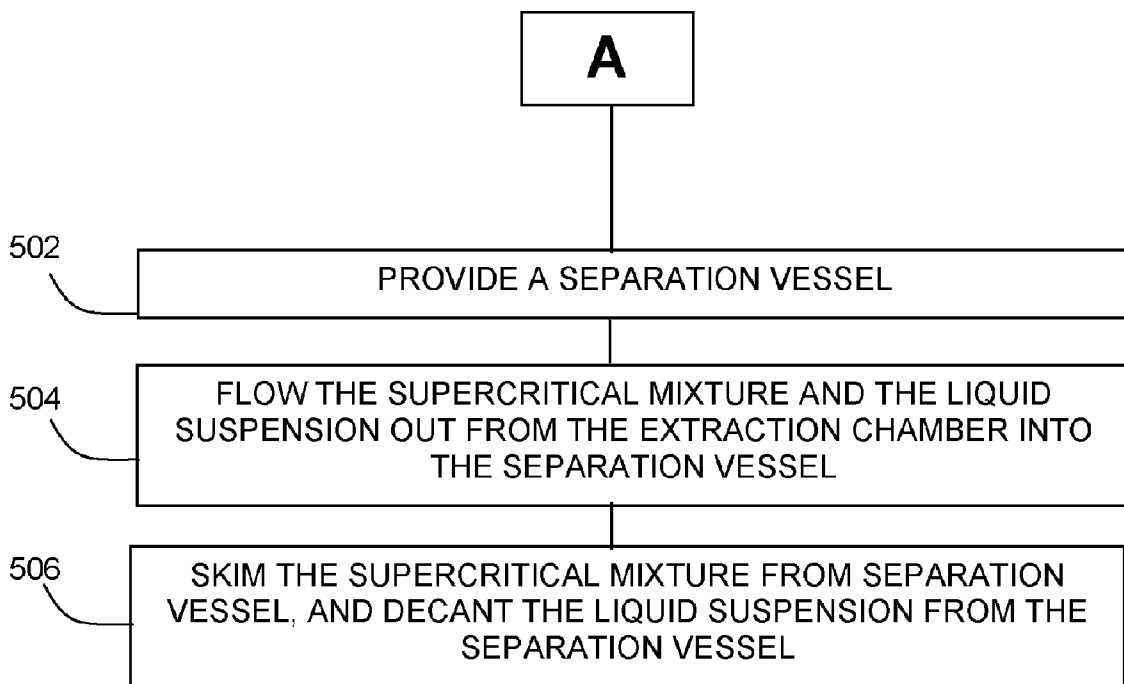 A
502
PROVIDE A SEPARATION VESSEL
504
FLOW THE SUPERCRITICAL MIXTURE AND THE LIQUID
SUSPENSION OUT FROM THE EXTRACTION CHAMBER INTO
THE SEPARATION VESSEL
506
SKIM THE SUPERCRITICAL MIXTURE FROM SEPARATION
VESSEL, AND DECANT THE LIQUID SUSPENSION FROM THE
SEPARATION VESSEL